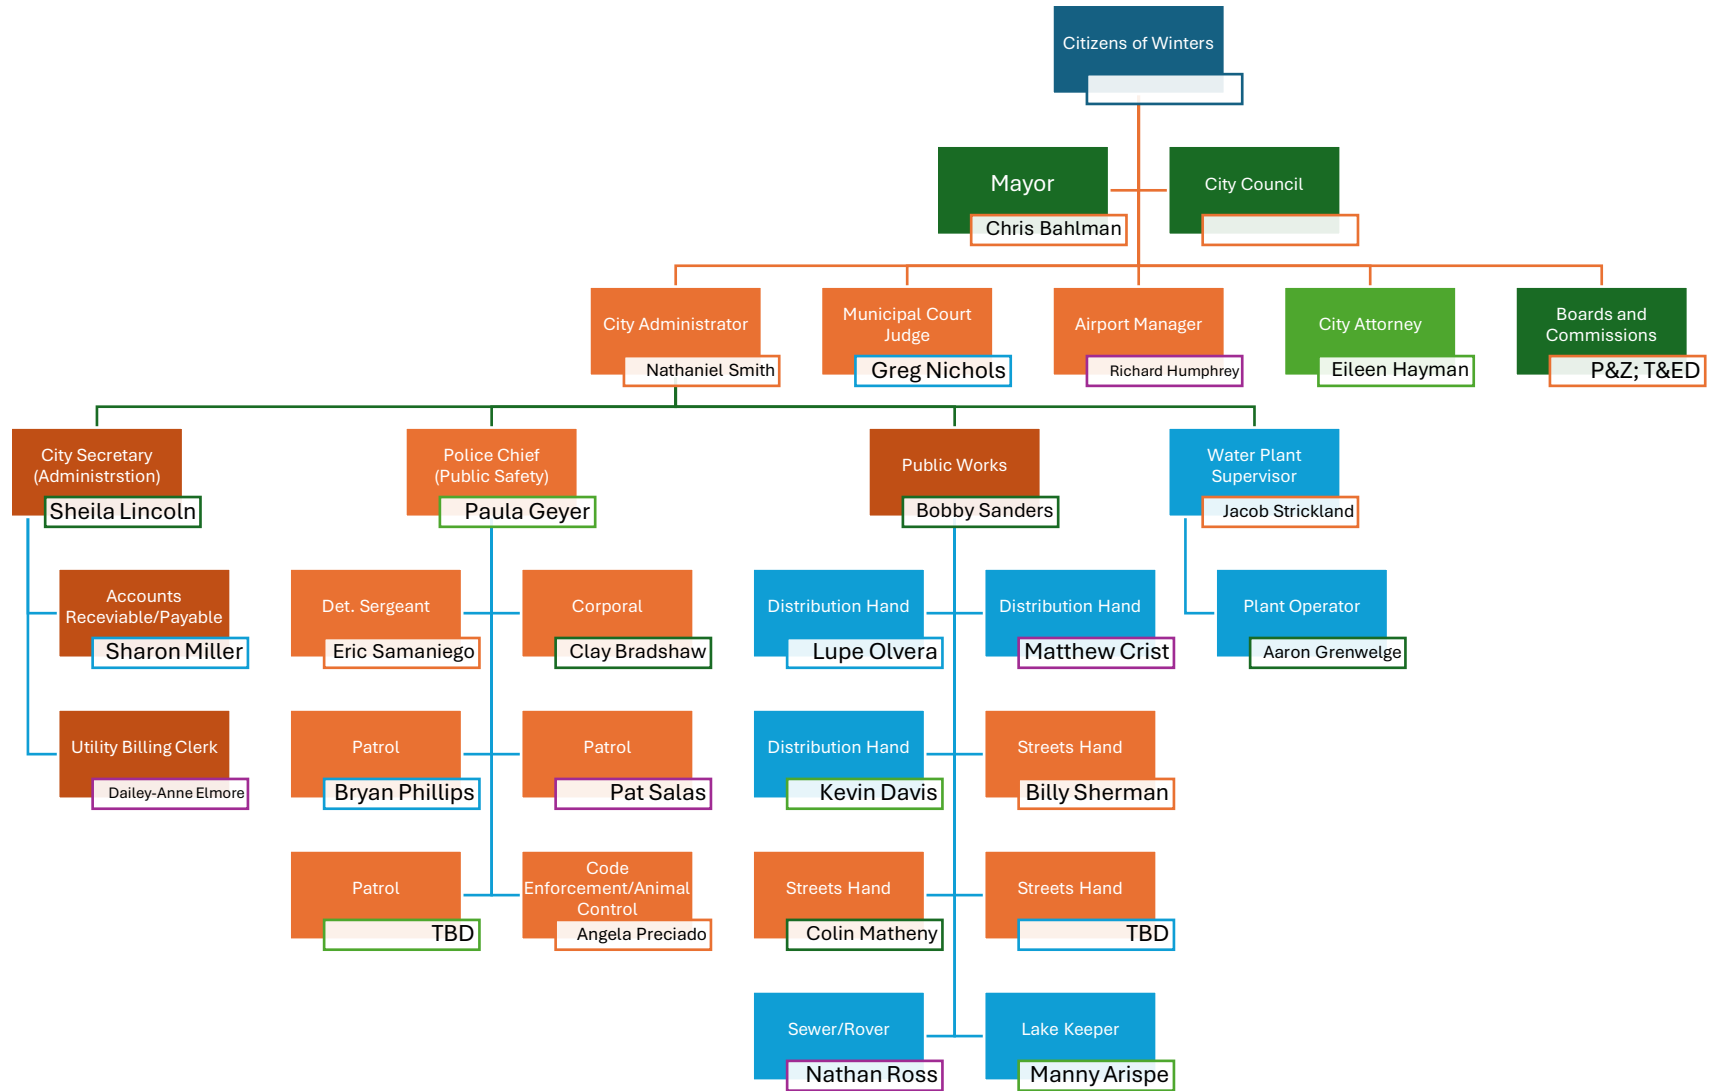 Citizens of Winters
Mayor
Chris Bahlman
City Council
City Administrator
Nathaniel Smith
Municipal Court
Judge
Greg Nichols
Airport Manager
Richard Humphrey
City Attorney
Eileen Hayman
Boards and
Commissions
P&Z; T&ED
City Secretary
(Administrstion)
Sheila Lincoln
Police Chief
(Public Safety)
Paula Geyer
Public Works
Bobby Sanders
Water Plant
Supervisor
Jacob Strickland
Accounts
Receviable/Payable
Sharon Miller
Det. Sergeant
Eric Samaniego
Corporal
Clay Bradshaw
Distribution Hand
Lupe Olvera
Distribution Hand
Matthew Crist
Plant Operator
Aaron Grenwelge
Utility Billing Clerk
Dailey-Anne Elmore
Patrol
Bryan Phillips
Patrol
Pat Salas
Distribution Hand
Kevin Davis
Streets Hand
Billy Sherman
Patrol
TBD
Code
Enforcement/Animal
Control
Angela Preciado
Streets Hand
Colin Matheny
Streets Hand
TBD
Sewer/Rover
Nathan Ross
Lake Keeper
Manny Arispe